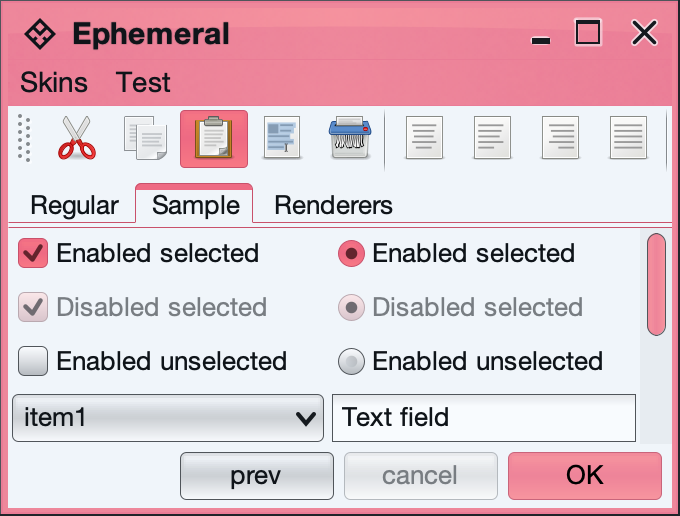 Ephemeral
Skins Test
Regular Sample Renderers
Enabled selected Enabled selected
Disabled selected Disabled selected
Enabled unselected Enabled unselected
item1 Text field
prev cancel OK